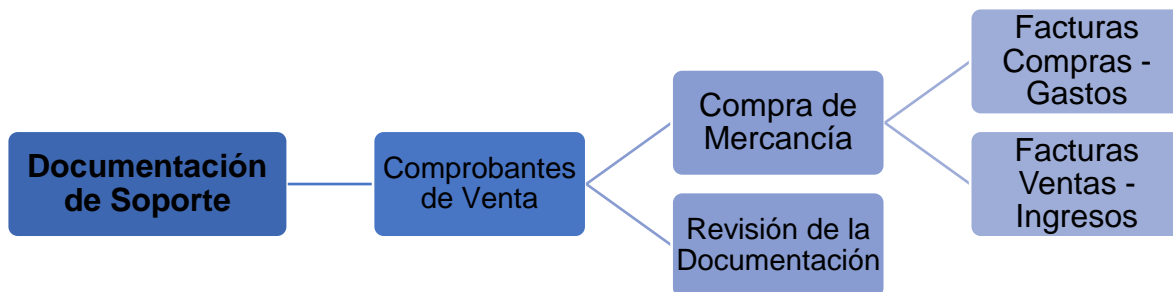 Documentación
de Soporte
Comprobantes
de Venta
Compra de
Mercancía
Revisión de la
Documentación
Facturas
Compras -
Gastos
Facturas
Ventas -
Ingresos